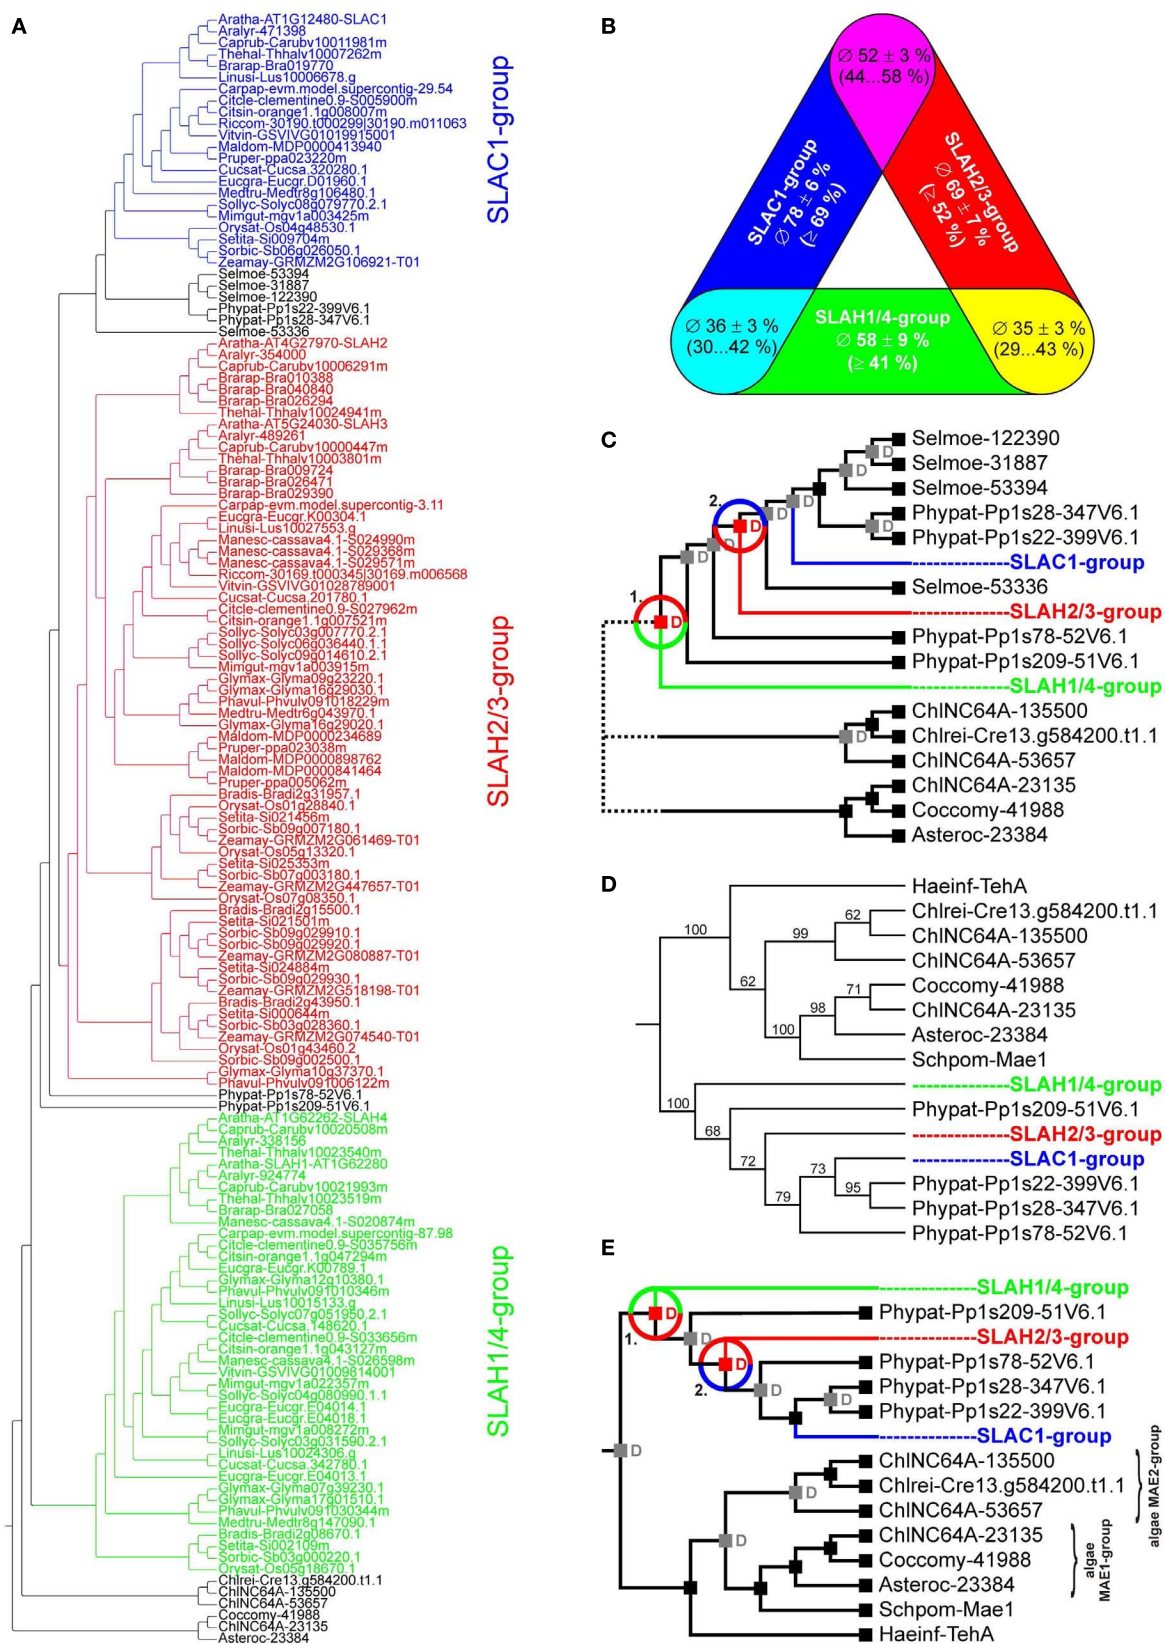 A
Aratha-AT1G12480-SLAC1
Aralyr-471398
Caprub-Carubv10011981m
Thehal-Thhalv10007262m
Brarap-Bra019770
Linusi-Lus10006678.g
Carpap-evm.model.supercontig-29.54
Citcle-clementine0.9-S005900m
Citsin-orange1.1g008007m
Riccom-30190.t000299|30190.m011063
Vitvin-GSVIVG01019915001
Maldom-MDP0000413940
Pruper-ppa023220m
Cucsat-Cucsa.320280.1
Eucgra-Eucgr.D01960.1
Medtru-Medtr8g106480.1
Sollyc-Solyc08g079770.2.1
Mimgut-mgv1a003425m
Orysat-Os04g48530.1
Setita-Si009704m
Sorbic-Sb06g026050.1
Zeamay-GRMZM2G106921-T01
Selmoe-53394
Selmoe-31887
Selmoe-122390
Phypat-Pp1s22-399V6.1
Phypat-Pp1s28-347V6.1
Selmoe-53336
Aratha-AT4G27970-SLAH2
Aralyr-354000
Caprub-Carubv10006291m
Brarap-Bra010388
Brarap-Bra040840
Brarap-Bra026294
Thehal-Thhalv10024941m
Aratha-AT5G24030-SLAH3
Aralyr-489261
Caprub-Carubv10000447m
Thehal-Thhalv10003801m
Brarap-Bra009724
Brarap-Bra026471
Brarap-Bra029390
Carpap-evm.model.supercontig-3.11
Eucgra-Eucgr.K00304.1
Linusi-Lus10027553.g
Manesc-cassava4.1-S024990m
Manesc-cassava4.1-S029368m
Manesc-cassava4.1-S029571m
Riccom-30169.t000345|30169.m006568
Vitvin-GSVIVG01028789001
Cucsat-Cucsa.201780.1
Citcle-clementine0.9-S027962m
Citsin-orange1.1g007521m
Sollyc-Solyc03g007770.2.1
Sollyc-Solyc06g036440.1.1
Sollyc-Solyc09g014610.2.1
Mimgut-mgv1a003915m
Glymax-Glyma09g23220.1
Glymax-Glyma16g29030.1
Phavul-Phvulv091018229m
Medtru-Medtr6g043970.1
Glymax-Glyma16g29020.1
Maldom-MDP0000234689
Pruper-ppa023038m
Maldom-MDP0000898762
Maldom-MDP0000841464
Pruper-ppa005062m
Bradis-Bradi2g31957.1
Orysat-Os01g28840.1
Setita-Si021456m
Sorbic-Sb09g007180.1
Zeamay-GRMZM2G061469-T01
Orysat-Os05g13320.1
Setita-Si025353m
Sorbic-Sb07g003180.1
Zeamay-GRMZM2G447657-T01
Orysat-Os07g08350.1
Bradis-Bradi2g15500.1
Setita-Si021501m
Sorbic-Sb09g029910.1
Sorbic-Sb09g029920.1
Zeamay-GRMZM2G080887-T01
Setita-Si024884m
Sorbic-Sb09g029930.1
Zeamay-GRMZM2G518198-T01
Bradis-Bradi2g43950.1
Setita-Si000644m
Sorbic-Sb03g028360.1
Zeamay-GRMZM2G074540-T01
Orysat-Os01g43460.2
Sorbic-Sb09g002500.1
Glymax-Glyma10g37370.1
Phavul-Phvulv091006122m
Phypat-Pp1s78-52V6.1
Phypat-Pp1s209-51V6.1
Aratha-AT1G62262-SLAH4
Caprub-Carubv10020508m
Aralyr-338156
Thehal-Thhalv10023540m
Aratha-SLAH1-AT1G62280
Aralyr-924774
Caprub-Carubv10021993m
Thehal-Thhalv10023519m
Brarap-Bra027058
Manesc-cassava4.1-S020874m
Carpap-evm.model.supercontig-87.98
Citcle-clementine0.9-S035756m
Citsin-orange1.1g047294m
Eucgra-Eucgr.K00789.1
Glymax-Glyma12g10380.1
Phavul-Phvulv091010346m
Linusi-Lus10015133.g
Sollyc-Solyc07g051950.2.1
Cucsat-Cucsa.148620.1
Citcle-clementine0.9-S033656m
Citsin-orange1.1g043127m
Manesc-cassava4.1-S026598m
Vitvin-GSVIVG01009814001
Mimgut-mgv1a022357m
Sollyc-Solyc04g080990.1.1
Eucgra-Eucgr.E04014.1
Eucgra-Eucgr.E04018.1
Mimgut-mgv1a008272m
Sollyc-Solyc03g031590.2.1
Linusi-Lus10024306.g
Cucsat-Cucsa.342780.1
Eucgra-Eucgr.E04013.1
Glymax-Glyma07g39230.1
Glymax-Glyma17g01510.1
Phavul-Phvulv091030344m
Medtru-Medtr8g147090.1
Bradis-Bradi2g08670.1
Setita-Si002109m
Sorbic-Sb03g000220.1
Orysat-Os05g18670.1
Chlrei-Cre13.g584200.t1.1
ChlNC64A-135500
ChlNC64A-53657
Coccomy-41988
ChlNC64A-23135
Asteroc-23384
SLAC1-group
SLAH2/3-group
SLAH1/4-group
B
Ø 52 ± 3 %
(44...58 %)
SLAC1-group
Ø 78 ± 6 %
(≥ 69 %)
SLAH2/3-group
Ø 69 ± 7 %
(≥ 52 %)
Ø 36 ± 3 %
(30...42 %)
SLAH1/4-group
Ø 58 ± 9 %
(≥ 41 %)
Ø 35 ± 3 %
(29...43 %)
C
Selmoe-122390
D
Selmoe-31887
D
Selmoe-53394
2.
D
D
Phypat-Pp1s28-347V6.1
D
D
D
Phypat-Pp1s22-399V6.1
D
SLAC1-group
D
Selmoe-53336
1.
SLAH2/3-group
D
Phypat-Pp1s78-52V6.1
Phypat-Pp1s209-51V6.1
SLAH1/4-group
ChlNC64A-135500
D
Chlrei-Cre13.g584200.t1.1
ChlNC64A-53657
ChlNC64A-23135
Coccomy-41988
Asteroc-23384
D
Haeinf-TehA
62
Chlrei-Cre13.g584200.t1.1
100
99
ChlNC64A-135500
ChlNC64A-53657
62
71
Coccomy-41988
98
ChlNC64A-23135
100
Asteroc-23384
Schpom-Mae1
SLAH1/4-group
100
Phypat-Pp1s209-51V6.1
68
SLAH2/3-group
72
73
SLAC1-group
95
Phypat-Pp1s22-399V6.1
79
Phypat-Pp1s28-347V6.1
Phypat-Pp1s78-52V6.1
E
SLAH1/4-group
D
Phypat-Pp1s209-51V6.1
1.
D
SLAH2/3-group
D
Phypat-Pp1s78-52V6.1
2.
D
Phypat-Pp1s28-347V6.1
D
Phypat-Pp1s22-399V6.1
SLAC1-group
D
ChlNC64A-135500
Chlrei-Cre13.g584200.t1.1
D
ChlNC64A-53657
algae MAE2-group
D
ChlNC64A-23135
Coccomy-41988
Asteroc-23384
algae
MAE1-group
Schpom-Mae1
Haeinf-TehA